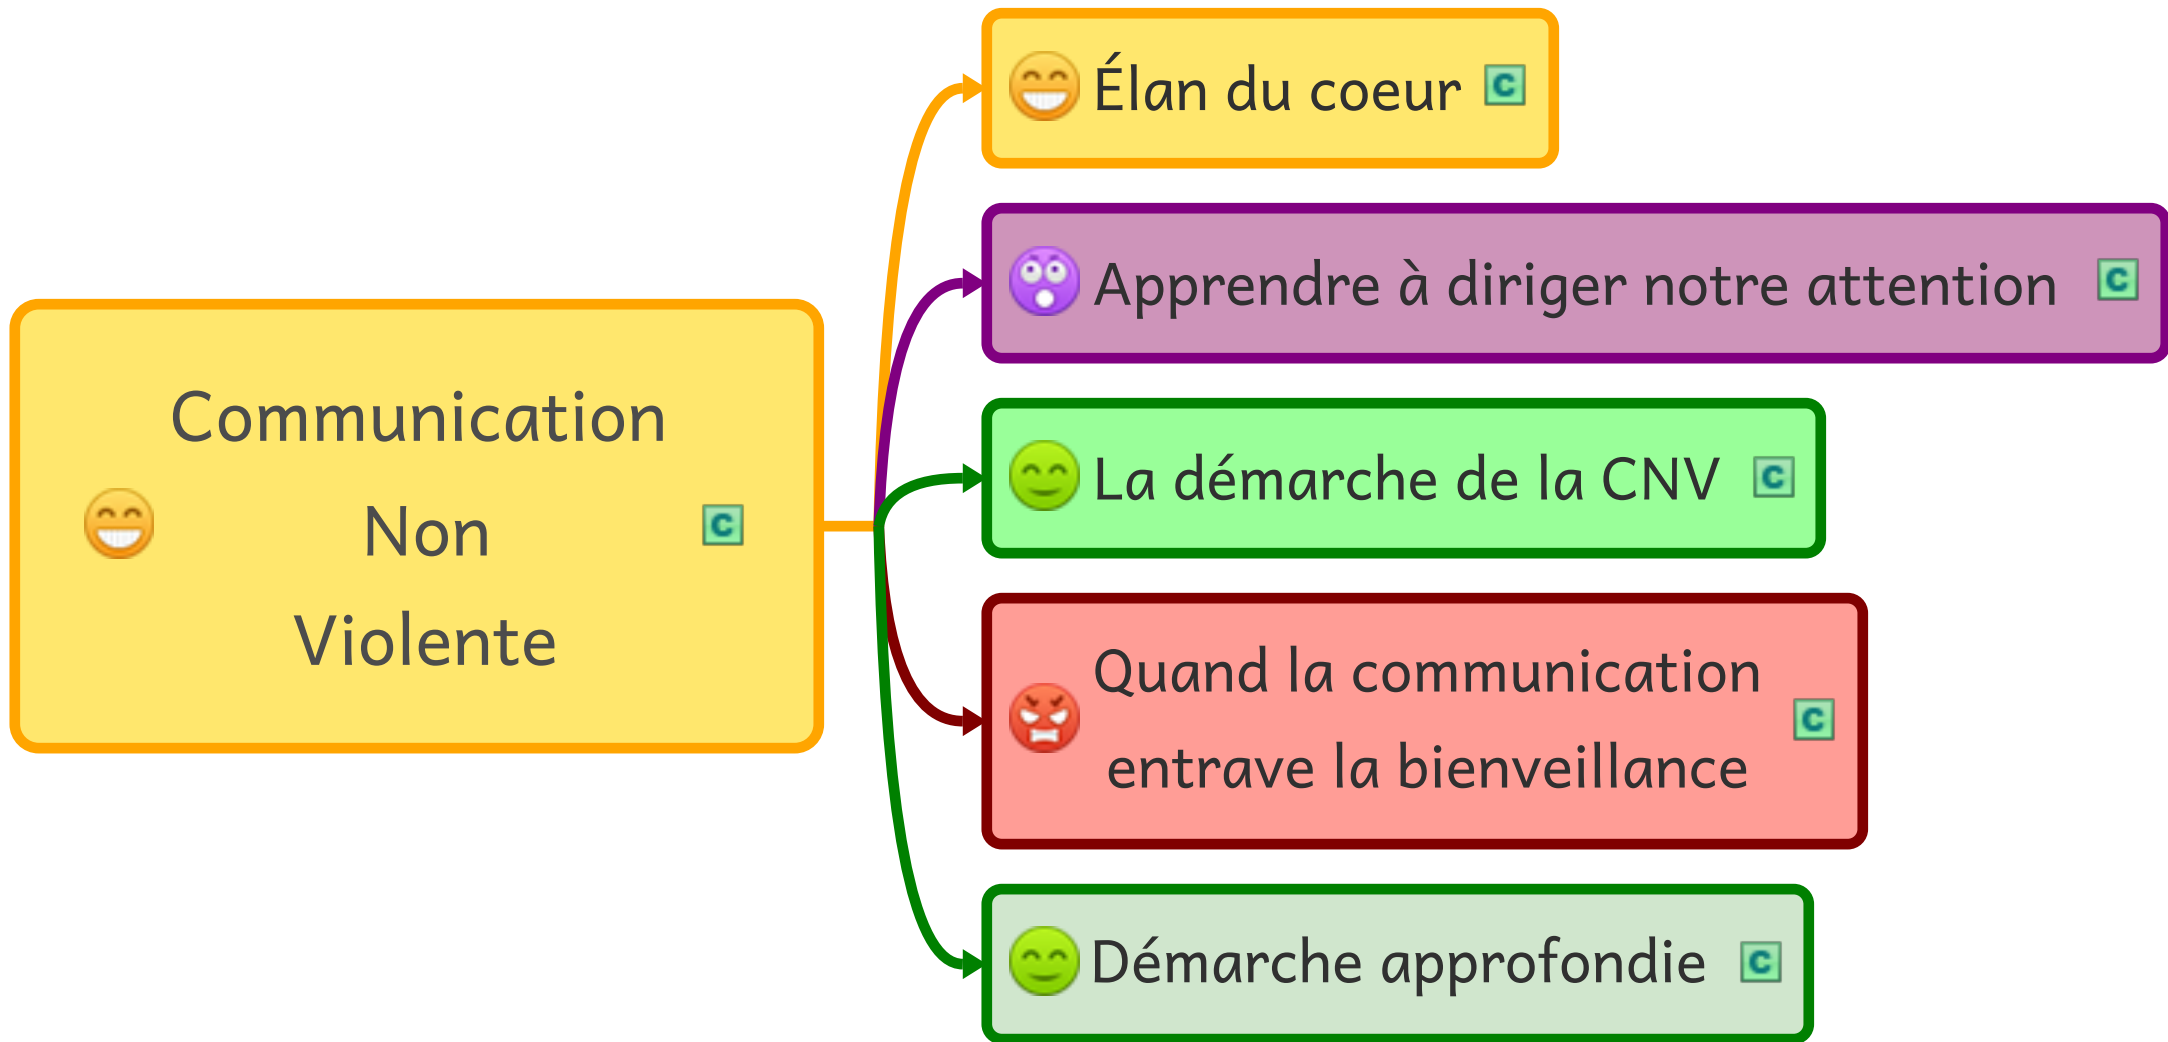 Communication
Non
Violente
C
Élan du coeur C
Apprendre à diriger notre attention C
La démarche de la CNV C
Quand la communication
entrave la bienveillance
C
Démarche approfondie C